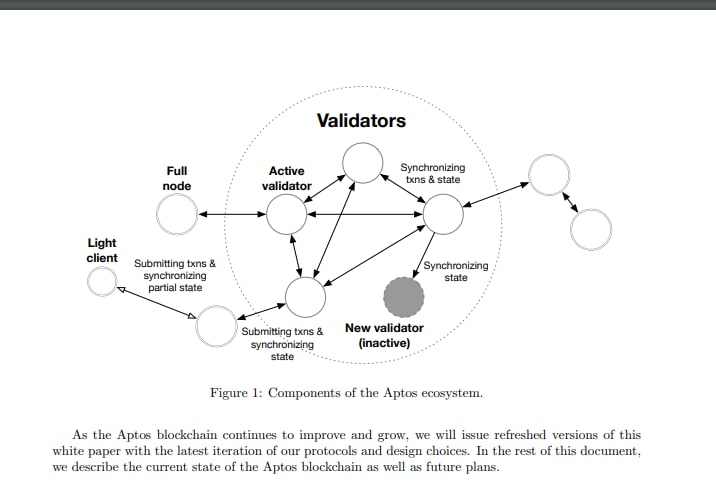 Validators
Full
node
Active
validator
Synchronizing
txns & state
Light
client
Submitting txns &
synchronizing
partial state
Synchronizing
state
Submitting txns &
synchronizing
state
New validator
(inactive)
Figure 1: Components of the Aptos ecosystem.
As the Aptos blockchain continues to improve and grow, we will issue refreshed versions of this
white paper with the latest iteration of our protocols and design choices. In the rest of this document,
we describe the current state of the Aptos blockchain as well as future plans.